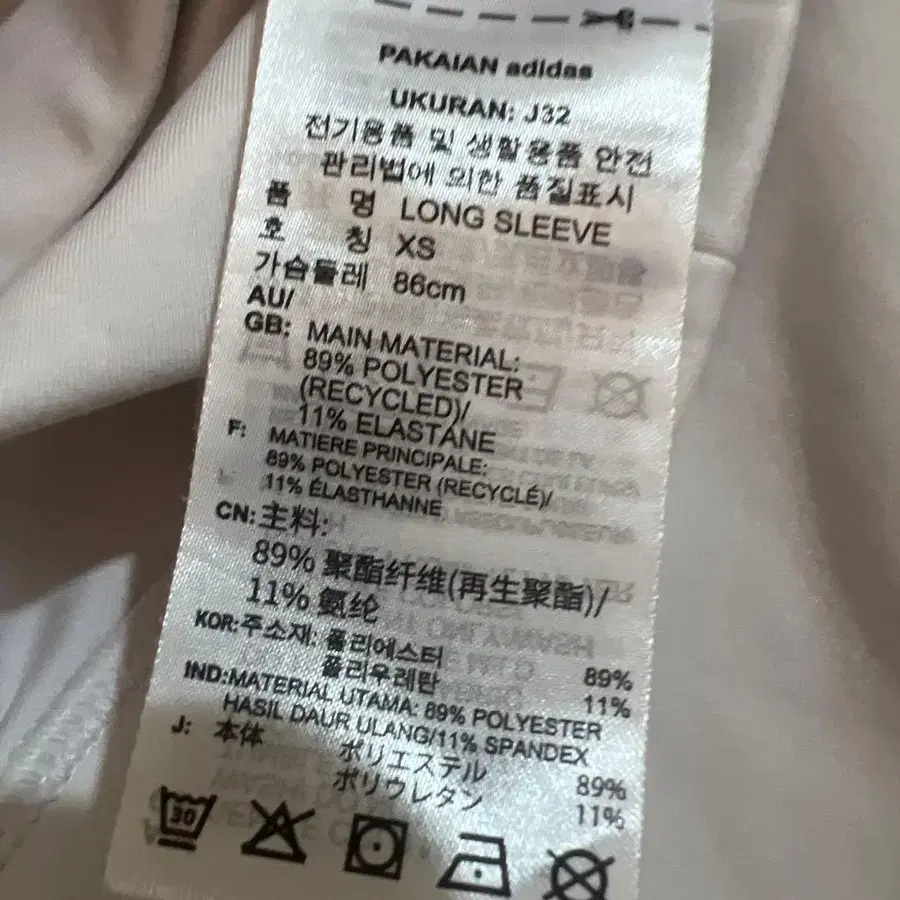 PAKAIAN adidas
UKURAN: J32
전기용품 및 생활용품 안전
관리법에 의한 품질표시
품 명 LONG SLEEVE
호 칭 XS
가슴둘레 86cm
AU/
GB: MAIN MATERIAL:
89% POLYESTER
(RECYCLED)/
11% ELASTANE
F: MATIERE PRINCIPALE:
89% POLYESTER (RECYCLÉ)/
11% ÉLASTHANNE
CN: 主料:
89% 聚酯纤维(再生聚酯)/
11% 氨纶
KOR: 주소재: 폴리에스터 89%
폴리우레탄 11%
IND: MATERIAL UTAMA: 89% POLYESTER
HASIL DAUR ULANG/11% SPANDEX
J: 本体 ポリエステル 89%
ポリウレタン 11%
30